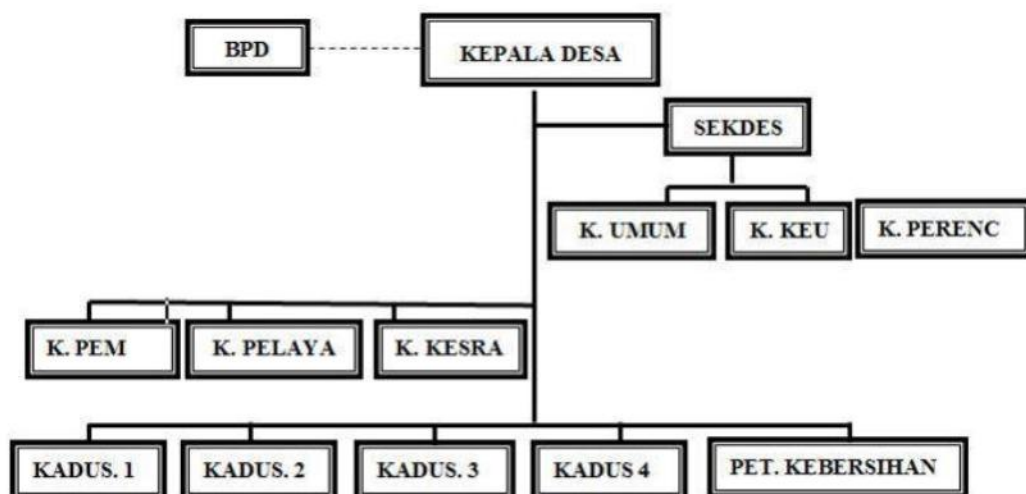 BPD
KEPALA DESA
SEKDES
K. UMUM
K. KEU
K. PERENC
K. PEM
K. PELAYA
K. KESRA
KADUS. 1
KADUS. 2
KADUS. 3
KADUS 4
PET. KEBERSIHAN